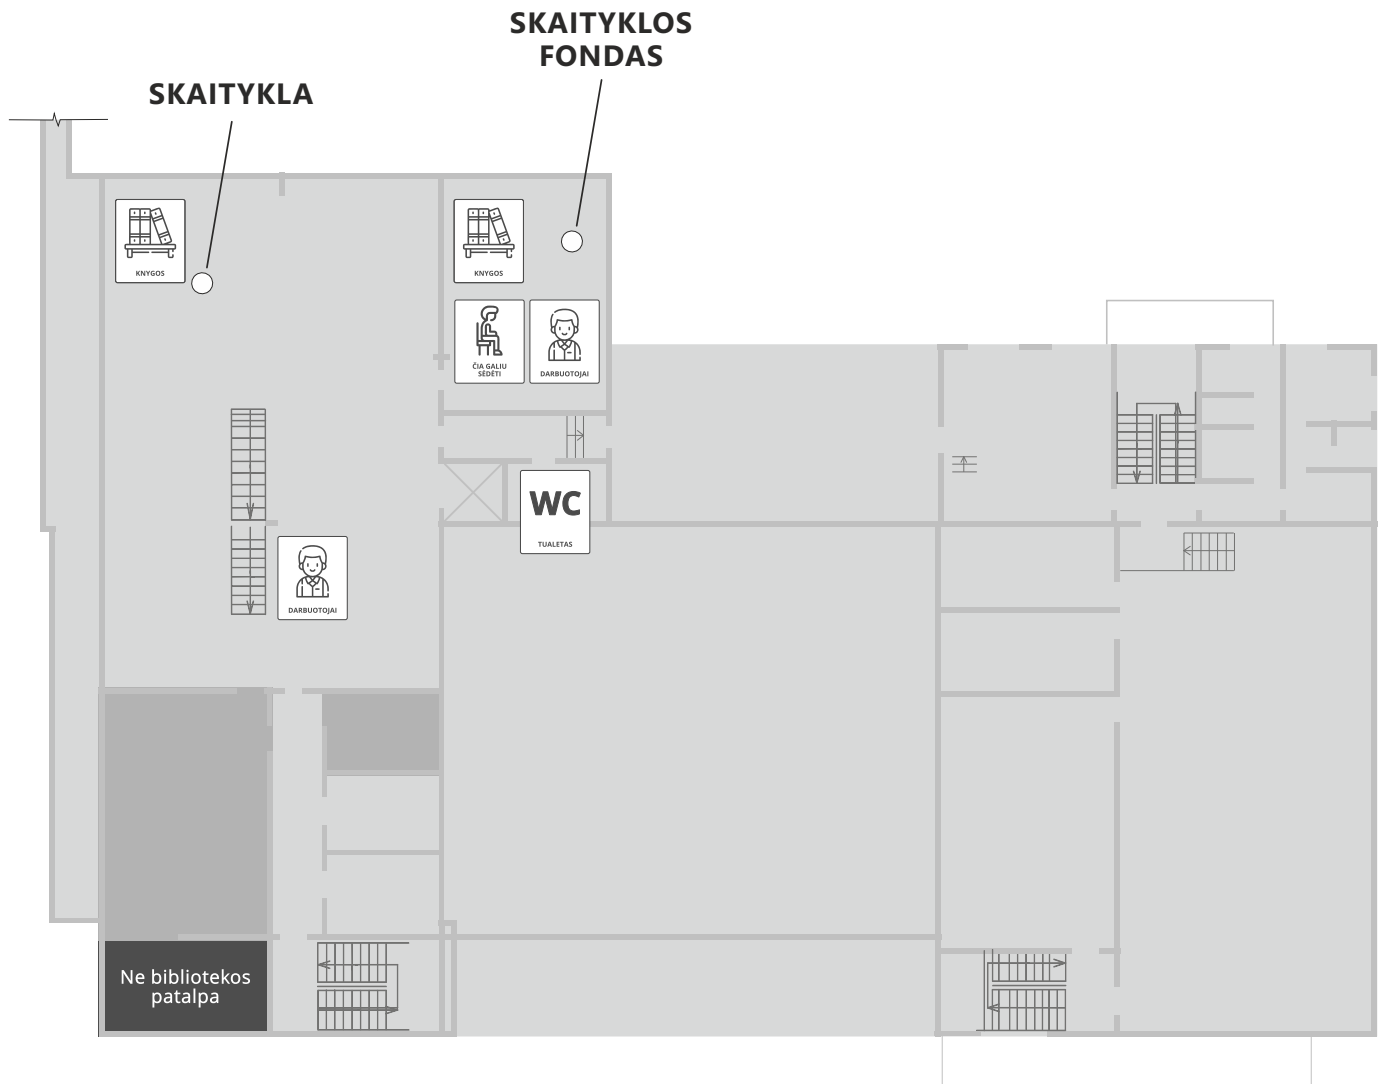 SKAITYKLOS
FONDAS
SKAITYKLA
KNYGOS
KNYGOS
ČIA GALIU
SĖDĖTI
DARBUOTOJAI
WC
TUALETAS
DARBUOTOJAI
Ne bibliotekos
patalpa